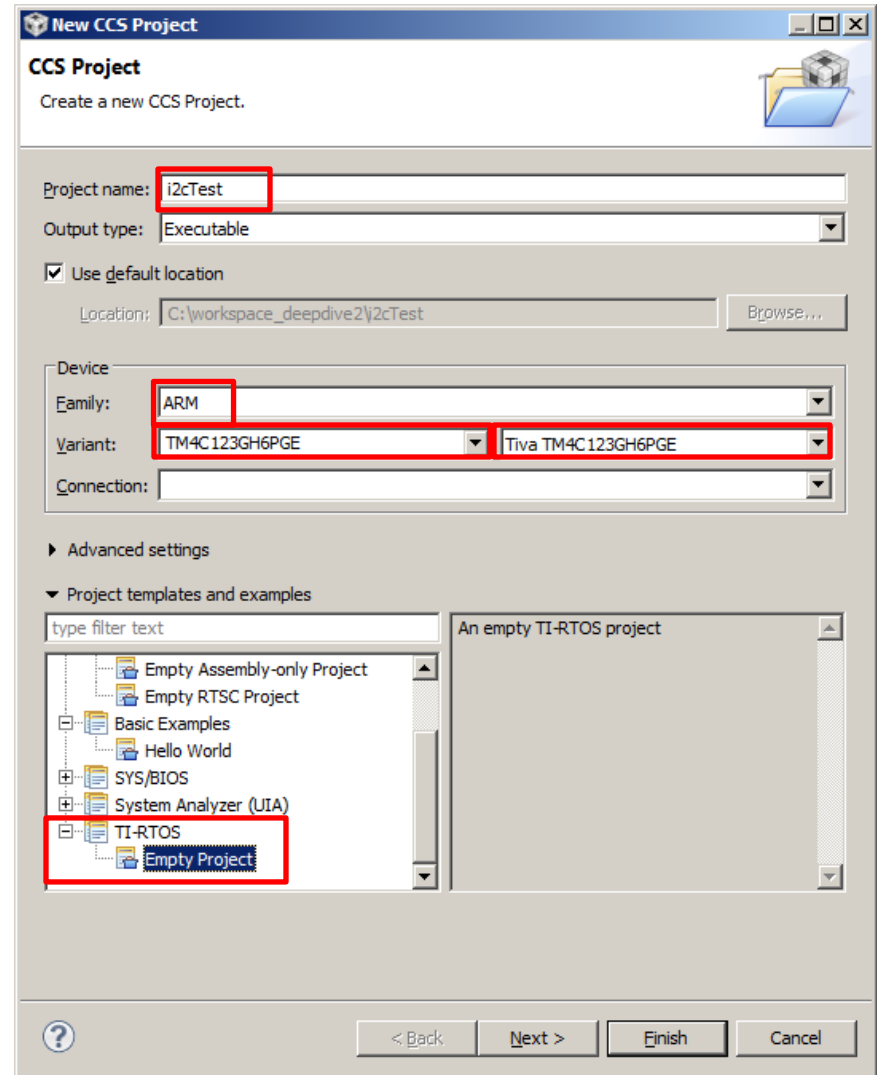 New CCS Project
CCS Project
Create a new CCS Project.
Project name: i2cTest
Output type: Executable
Use default location
Location: C:\workspace_deepdive2\i2cTest Browse...
Device
Family: ARM
Variant: TM4C123GH6PGE Tiva TM4C123GH6PGE
Connection:
Advanced settings
Project templates and examples
type filter text An empty TI-RTOS project
Empty Assembly-only Project
Empty RTSC Project
Basic Examples
Hello World
SYS/BIOS
System Analyzer (UIA)
TI-RTOS
Empty Project
? < Back Next > Finish Cancel